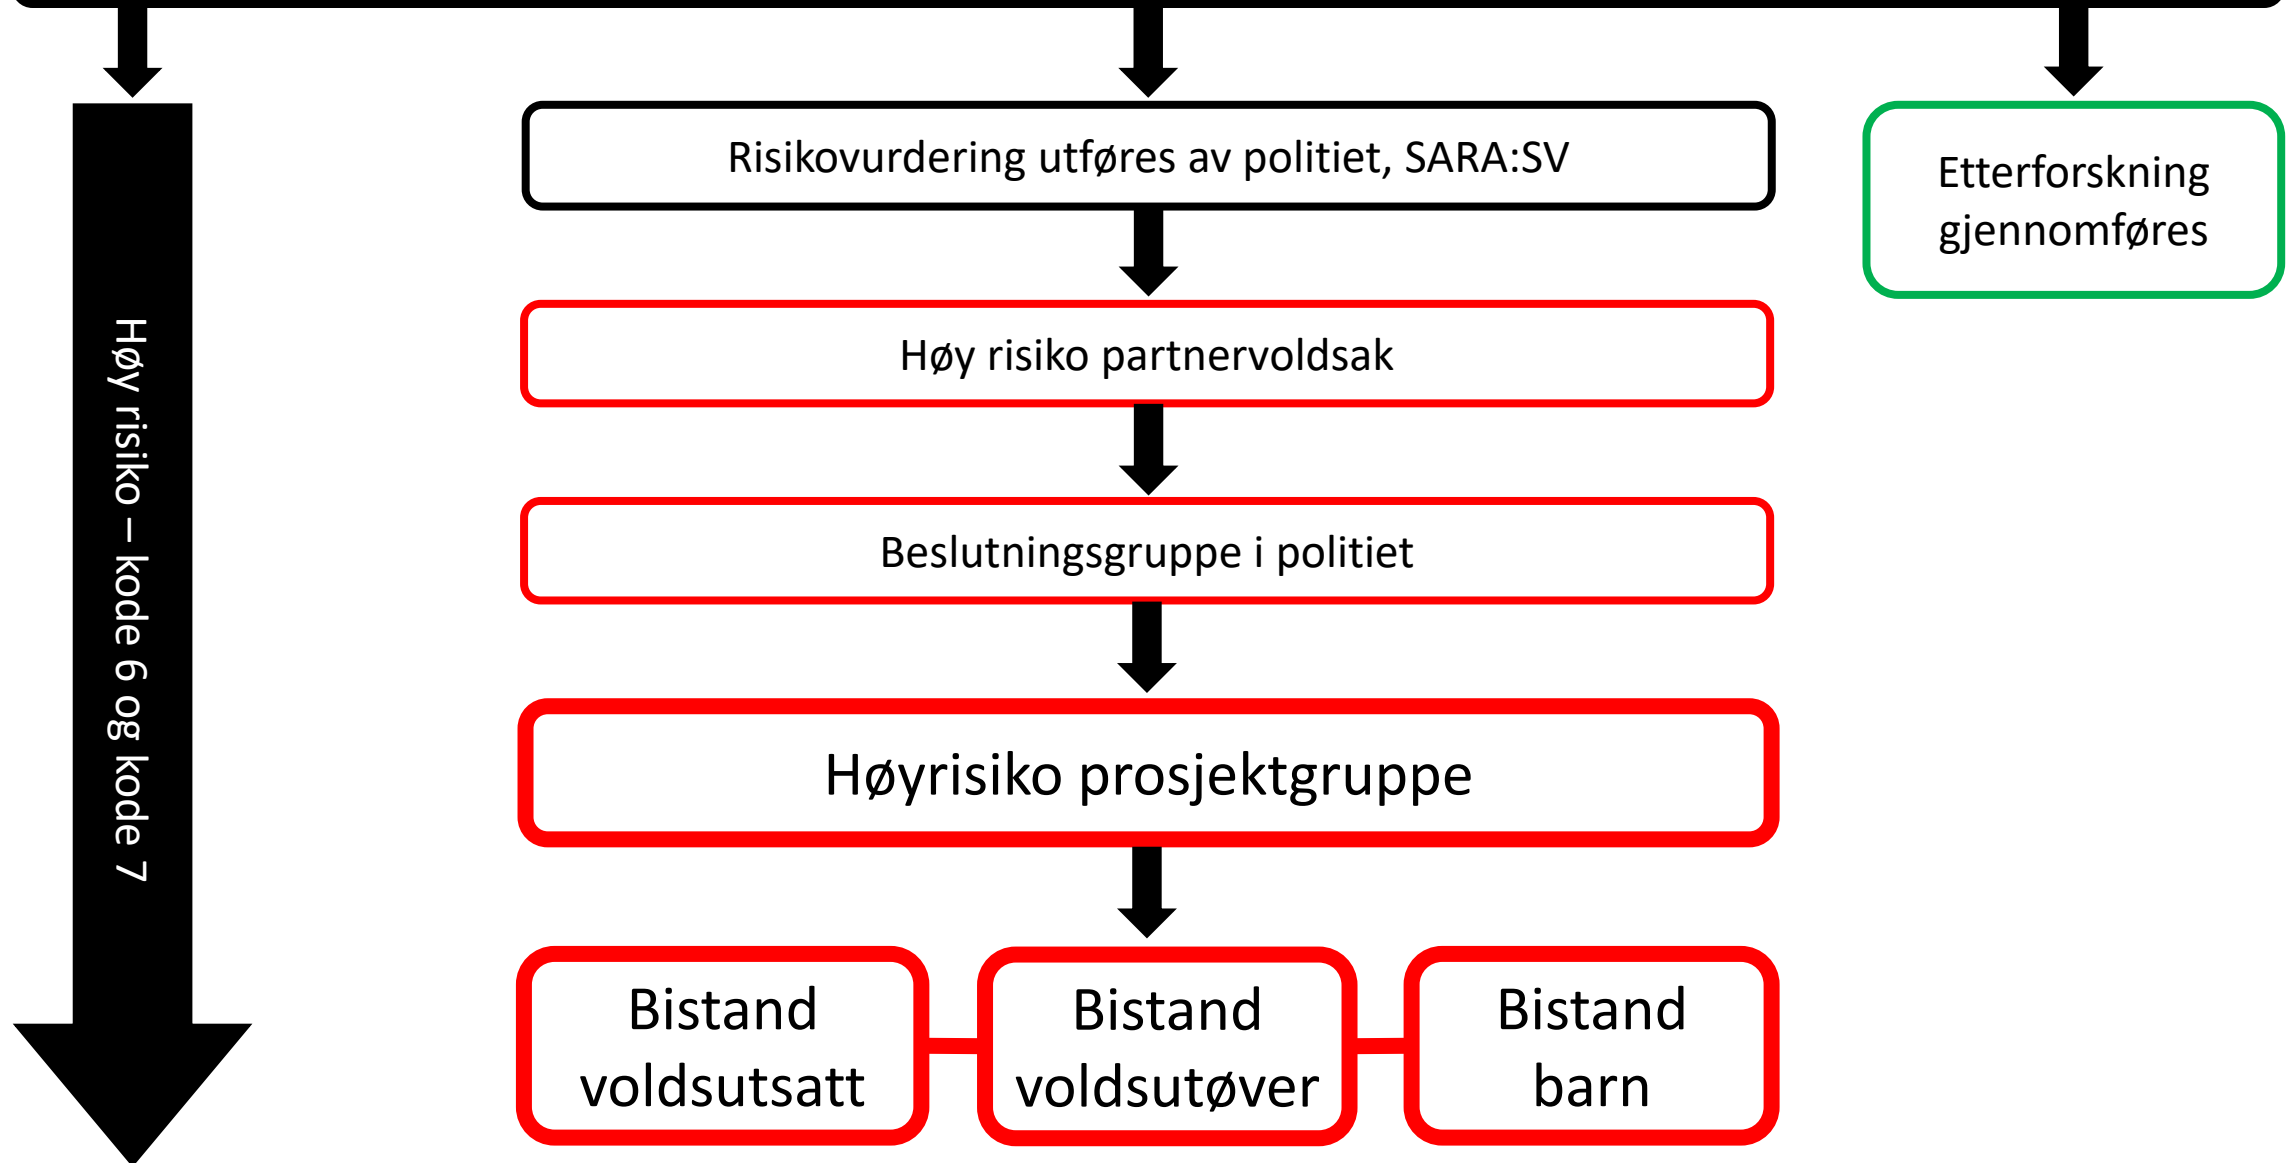 Risikovurdering utføres av politiet, SARA:SV
Etterforskning
gjennomføres
Høy risiko partnervoldsak
Høy risiko – kode 6 og kode 7
Beslutningsgruppe i politiet
Høyrisiko prosjektgruppe
Bistand
voldsutsatt
Bistand
voldsutøver
Bistand
barn